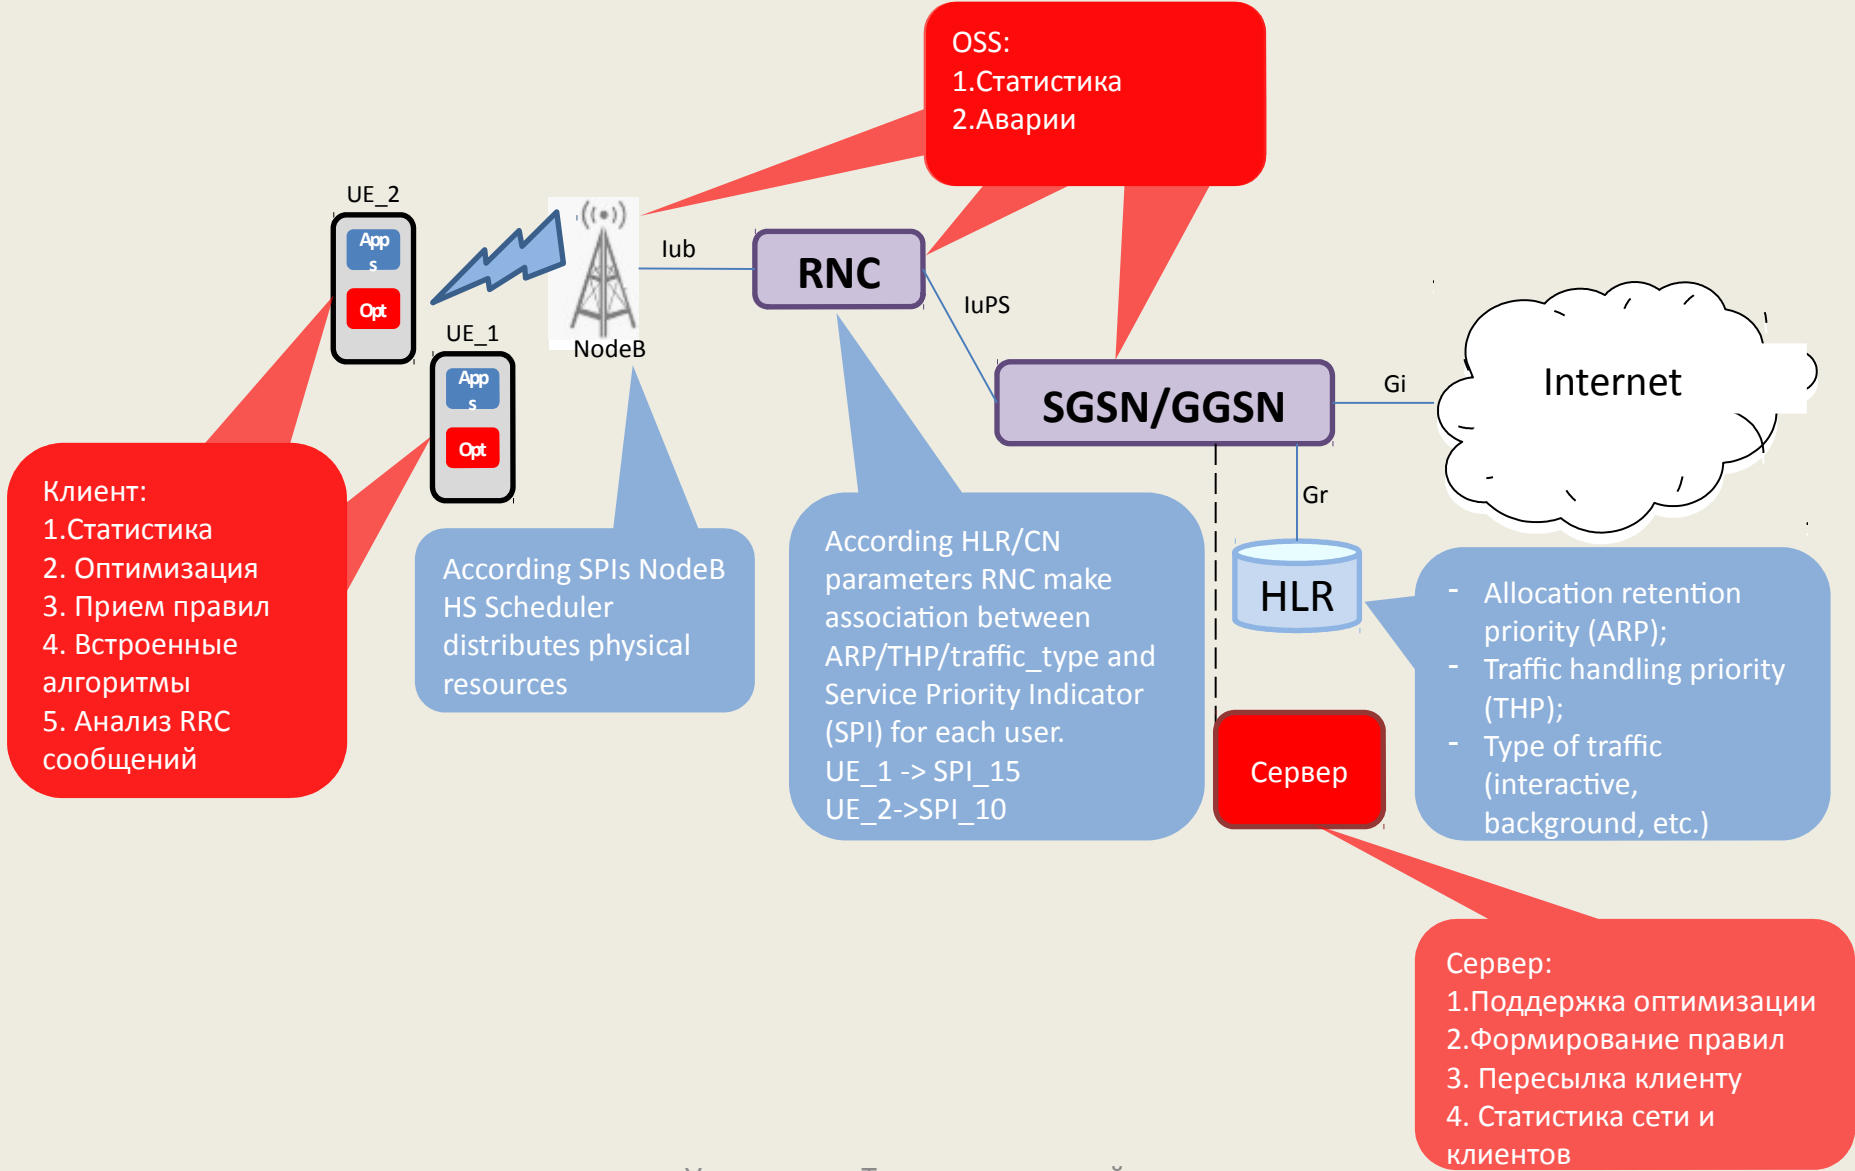 OSS:
1.Статистика
2.Аварии
UE_2
App
s
Opt
UE_1
App
s
Opt
NodeB
Iub
RNC
IuPS
SGSN/GGSN
Gi
Internet
Gr
HLR
Клиент:
1.Статистика
2. Оптимизация
3. Прием правил
4. Встроенные
алгоритмы
5. Анализ RRC
сообщений
According SPIs NodeB
HS Scheduler
distributes physical
resources
According HLR/CN
parameters RNC make
association between
ARP/THP/traffic_type and
Service Priority Indicator
(SPI) for each user.
UE_1 -> SPI_15
UE_2->SPI_10
- Allocation retention
priority (ARP);
- Traffic handling priority
(THP);
- Type of traffic
(interactive,
background, etc.)
Сервер
Сервер:
1.Поддержка оптимизации
2.Формирование правил
3. Пересылка клиенту
4. Статистика сети и
клиентов